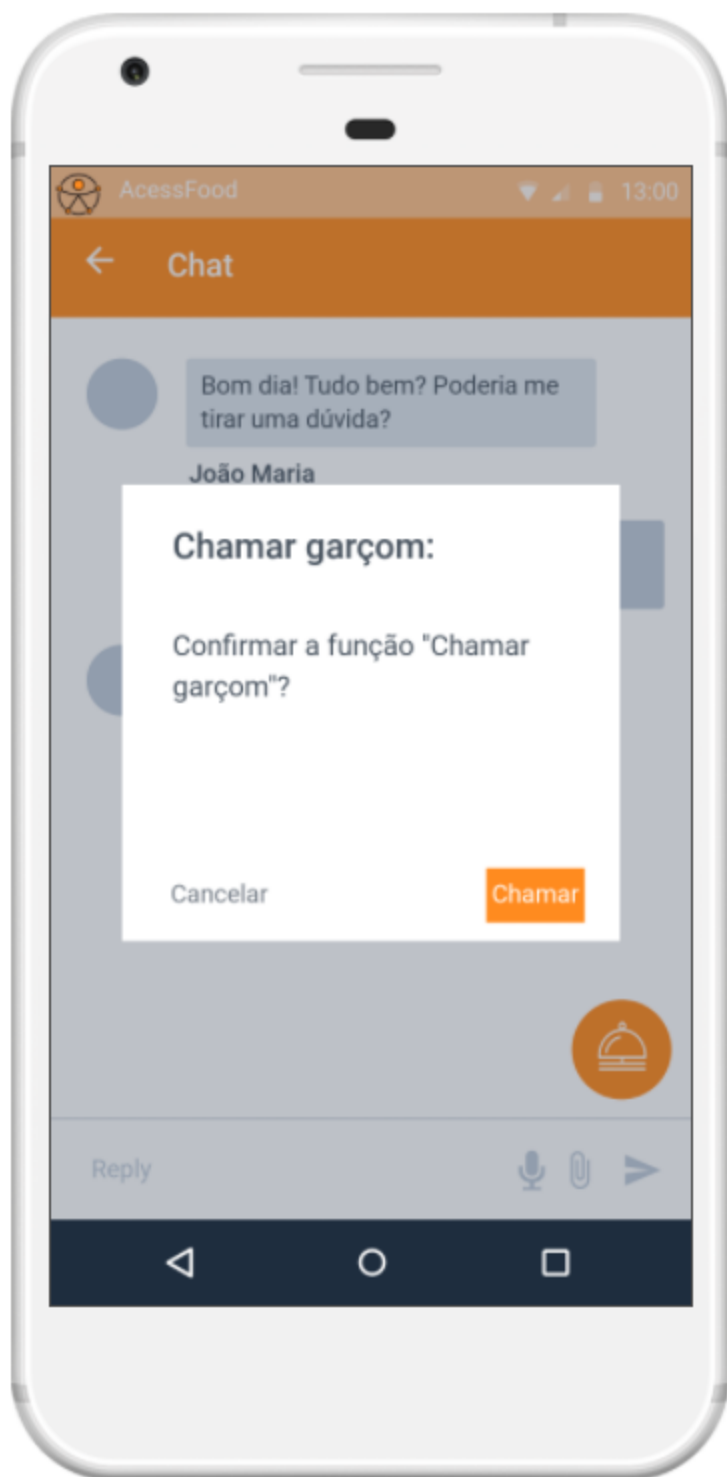 AcessFood 13:00
Chat
Bom dia! Tudo bem? Poderia me
tirar uma dúvida?
João Maria
Chamar garçom:
Confirmar a função "Chamar
garçom"?
Cancelar Chamar
Reply